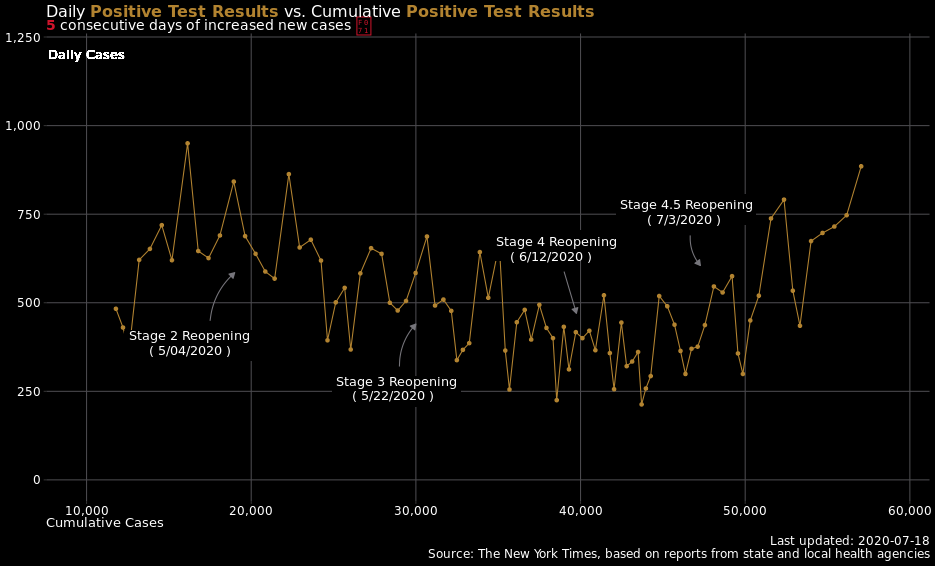 Daily Positive Test Results vs. Cumulative Positive Test Results
5 consecutive days of increased new cases
1,250
Daily Cases
1,000
750
500
250
0
Stage 4.5 Reopening
( 7/3/2020 )
Stage 4 Reopening
( 6/12/2020 )
Stage 2 Reopening
( 5/04/2020 )
Stage 3 Reopening
( 5/22/2020 )
10,000 20,000 30,000 40,000 50,000 60,000
Cumulative Cases
Last updated: 2020-07-18
Source: The New York Times, based on reports from state and local health agencies